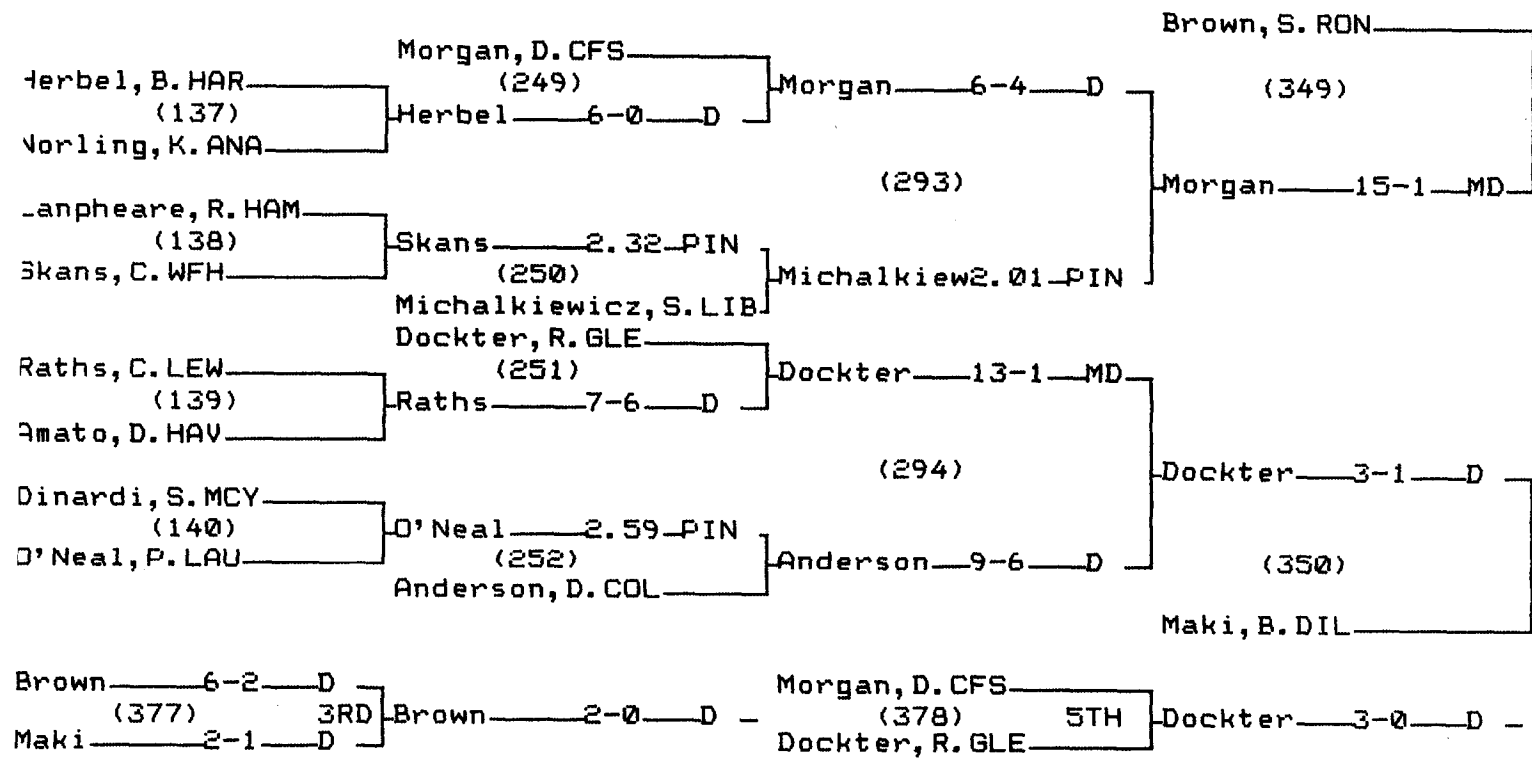 Brown, S. RON
Morgan, D. CFS
Herbel, B. HAR (249) Morgan 6-4 D (349)
(137) Herbel 6-0 D
Norling, K. ANA
(293) Morgan 15-1 MD
Lanpheare, R. HAM
(138) Skans 2.32 PIN
Skans, C. WFH (250) Michalkiew 2.01 PIN
Michalkiewicz, S. LIB
Dockter, R. GLE
Raths, C. LEW (251) Dockter 13-1 MD
(139) Raths 7-6 D
Amato, D. HAV
(294) Dockter 3-1 D
Dinardi, S. MCY
(140) O'Neal 2.59 PIN
O'Neal, P. LAU (252) Anderson 9-6 D (350)
Anderson, D. COL
Maki, B. DIL
Brown 6-2 D Morgan, D. CFS
(377) 3RD Brown 2-0 D (378) 5TH Dockter 3-0 D
Maki 2-1 D Dockter, R. GLE